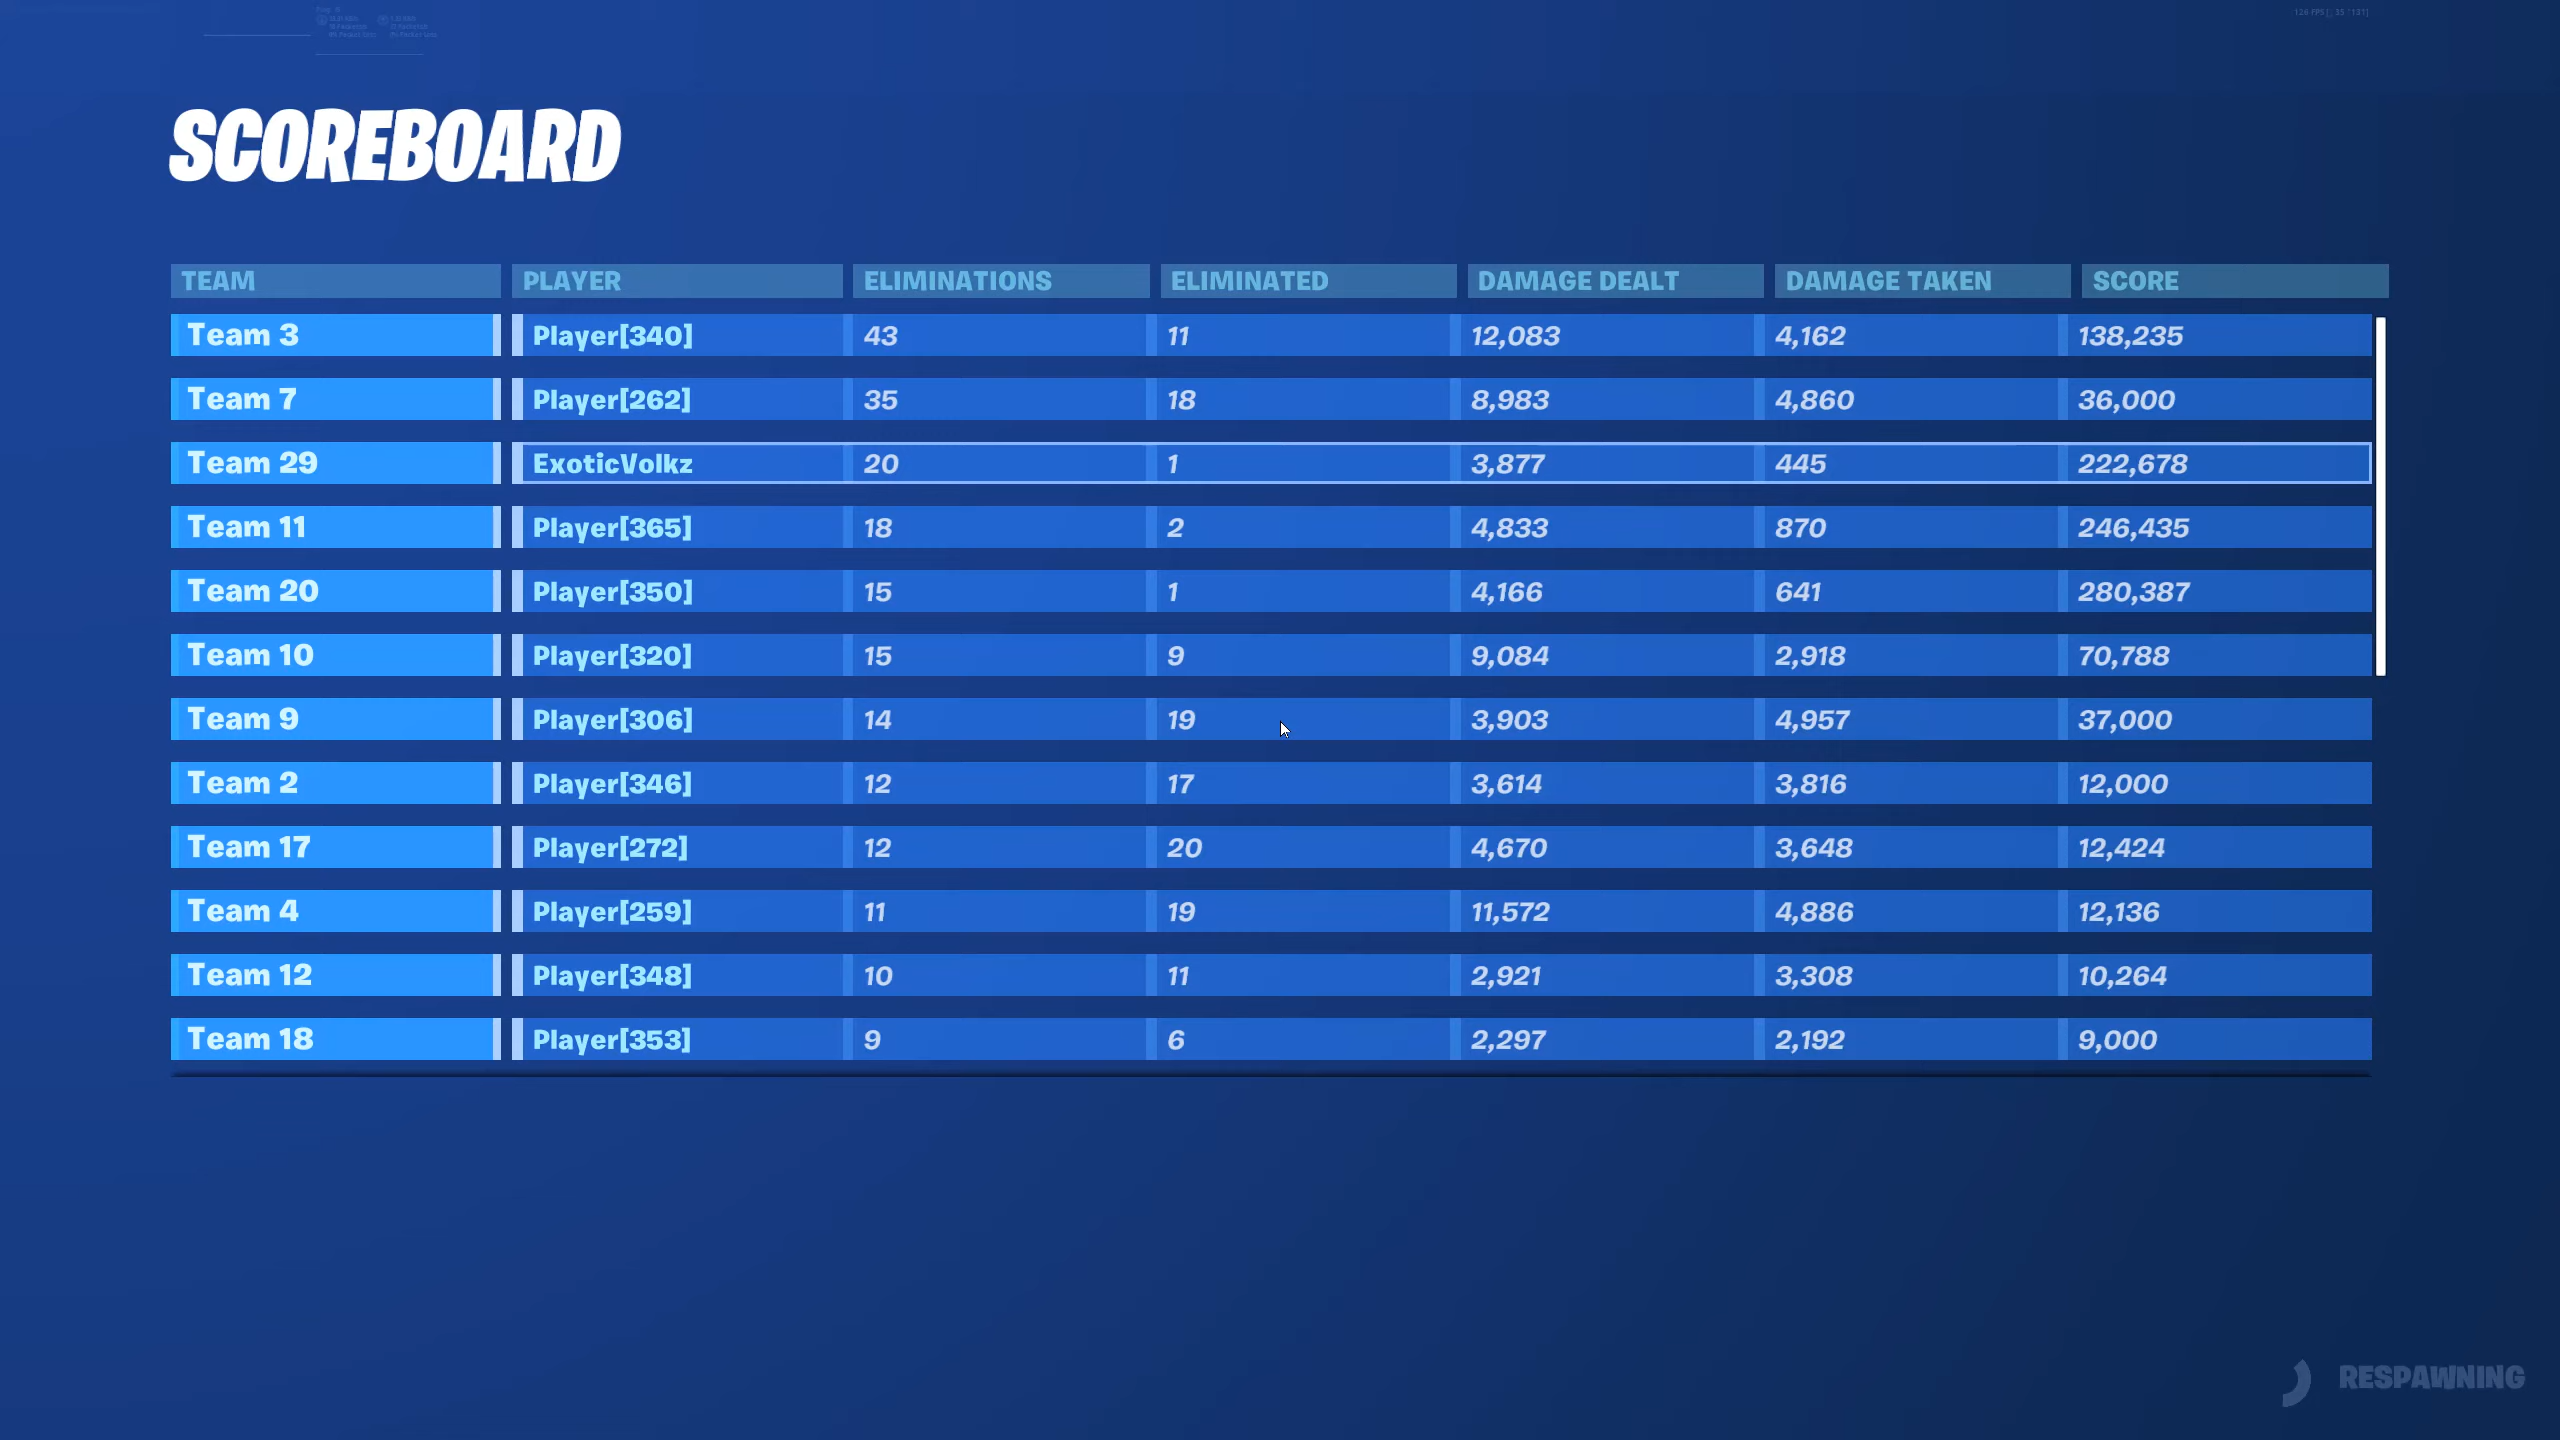 SCOREBOARD
TEAM PLAYER ELIMINATIONS ELIMINATED DAMAGE DEALT DAMAGE TAKEN SCORE
Team 3 Player[340] 43 11 12,083 4,162 138,235
Team 7 Player[262] 35 18 8,983 4,860 36,000
Team 29 ExoticVolkz 20 1 3,877 445 222,678
Team 11 Player[365] 18 2 4,833 870 246,435
Team 20 Player[350] 15 1 4,166 641 280,387
Team 10 Player[320] 15 9 9,084 2,918 70,788
Team 9 Player[306] 14 19 3,903 4,957 37,000
Team 2 Player[346] 12 17 3,614 3,816 12,000
Team 17 Player[272] 12 20 4,670 3,648 12,424
Team 4 Player[259] 11 19 11,572 4,886 12,136
Team 12 Player[348] 10 11 2,921 3,308 10,264
Team 18 Player[353] 9 6 2,297 2,192 9,000
RESPAWNING